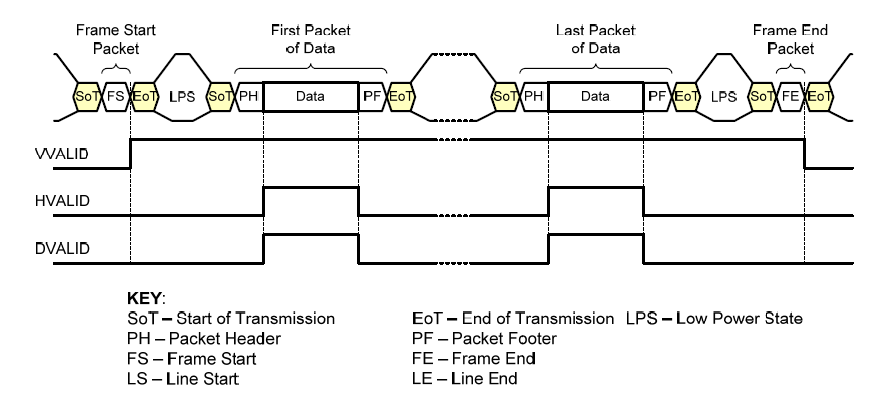 Frame Start Packet
First Packet of Data
Last Packet of Data
Frame End Packet
SoT FS EoT LPS SoT PH Data PF EoT SoT PH Data PF EoT LPS SoT FE EoT
VVALID
HVALID
DVALID
KEY:
SoT – Start of Transmission EoT – End of Transmission LPS – Low Power State
PH – Packet Header PF – Packet Footer
FS – Frame Start FE – Frame End
LS – Line Start LE – Line End